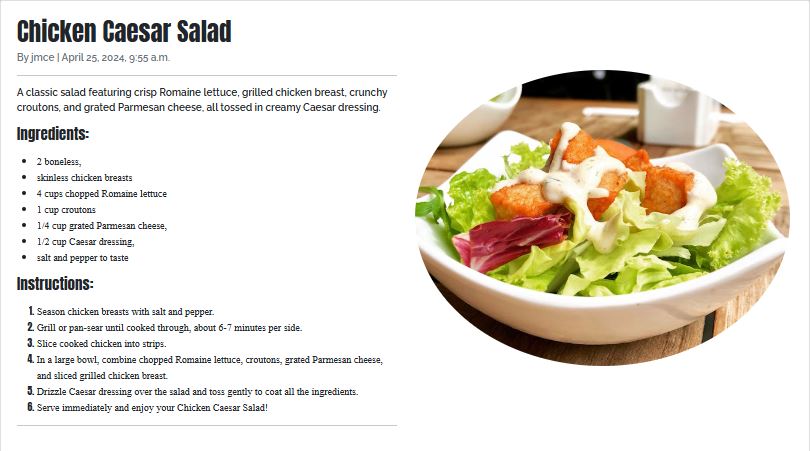 Chicken Caesar Salad
By jmce | April 25, 2024, 9:55 a.m.
A classic salad featuring crisp Romaine lettuce, grilled chicken breast, crunchy
croutons, and grated Parmesan cheese, all tossed in creamy Caesar dressing.
Ingredients:
2 boneless,
skinless chicken breasts
4 cups chopped Romaine lettuce
1 cup croutons
1/4 cup grated Parmesan cheese,
1/2 cup Caesar dressing,
salt and pepper to taste
Instructions:
1. Season chicken breasts with salt and pepper.
2. Grill or pan-sear until cooked through, about 6-7 minutes per side.
3. Slice cooked chicken into strips.
4. In a large bowl, combine chopped Romaine lettuce, croutons, grated Parmesan cheese,
and sliced grilled chicken breast.
5. Drizzle Caesar dressing over the salad and toss gently to coat all the ingredients.
6. Serve immediately and enjoy your Chicken Caesar Salad!